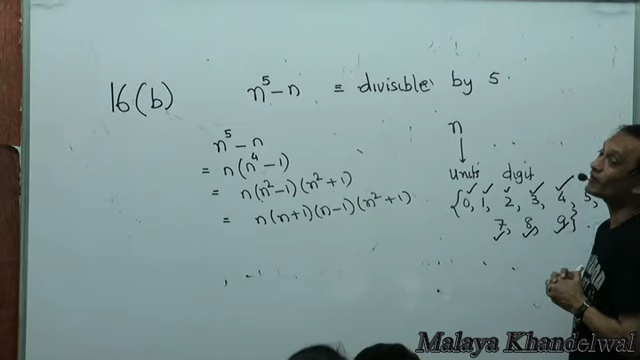 16(b) n⁵-n = divisible by 5.
n⁵-n
= n(n⁴-1)
= n(n²-1)(n²+1)
= n(n+1)(n-1)(n²+1)
n
↓
units digit
{0, 1, 2, 3, 4, 5,
7, 8, 9}.
Malaya Khandelwal